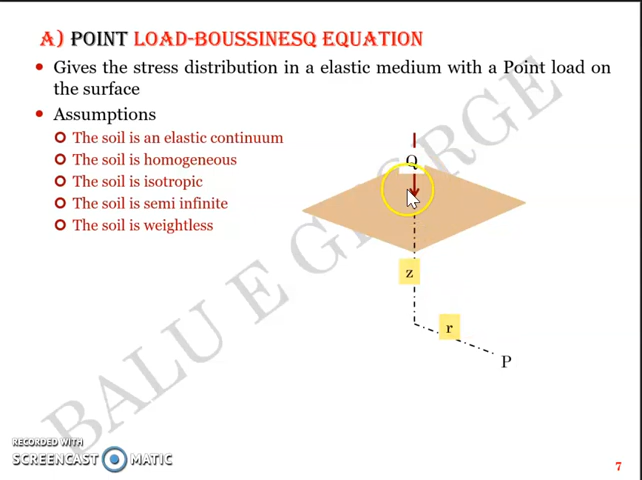 A) POINT LOAD-BOUSSINESQ EQUATION
• Gives the stress distribution in a elastic medium with a Point load on
the surface
• Assumptions
The soil is an elastic continuum
The soil is homogeneous
The soil is isotropic
The soil is semi infinite
The soil is weightless
Q
z
r
P
BALU E GEORGE
RECORDED WITH
SCREENCAST MATIC
7